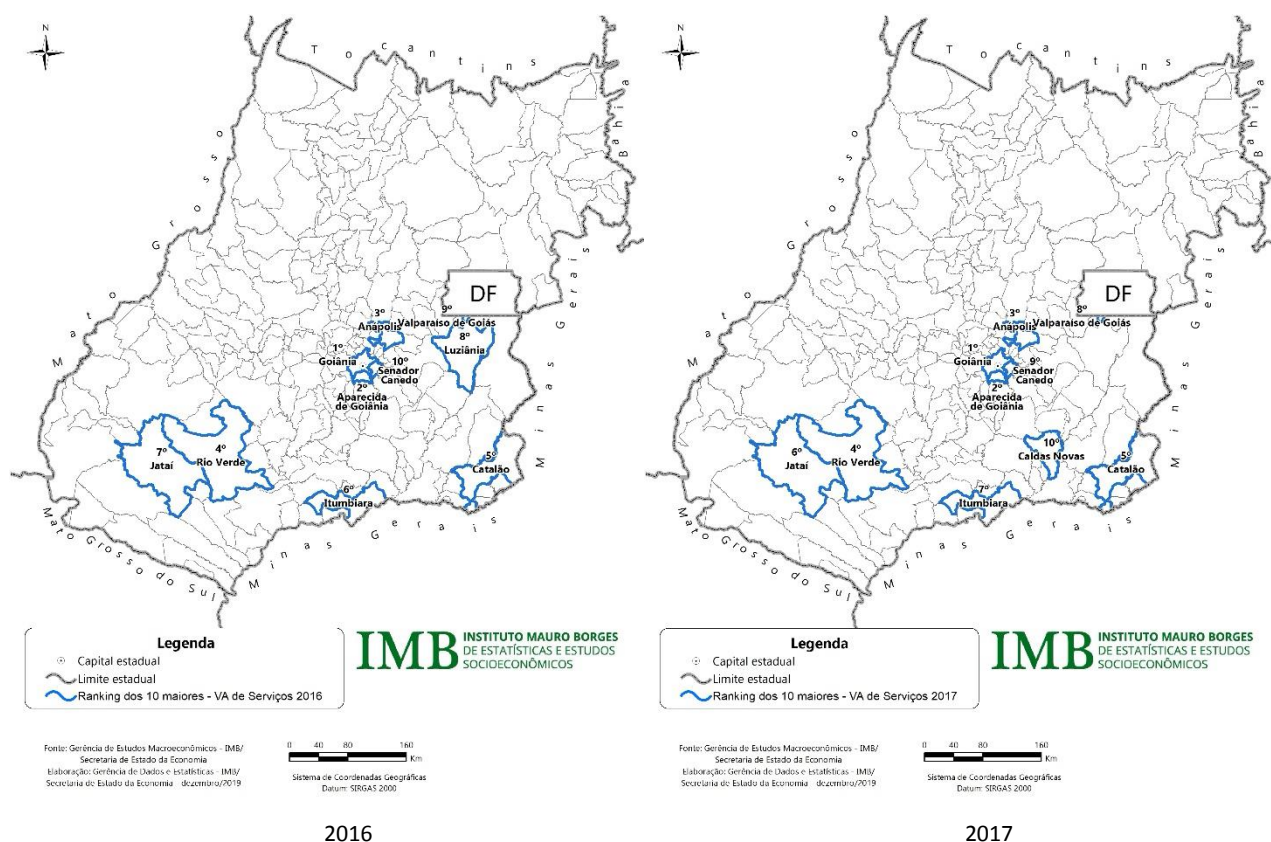 N
Tocantins
Bahia
Mato Grosso
Minas Gerais
DF
9º
3º
Anápolis
Valparaíso de Goiás
8º
Luziânia
1º
Goiânia
10º
Senador
Canedo
2º
Aparecida
de Goiânia
7º
Jataí
4º
Rio Verde
5º
Catalão
6º
Itumbiara
Mato Grosso do Sul
Minas Gerais
Legenda
Capital estadual
Limite estadual
Ranking dos 10 maiores - VA de Serviços 2016
IMB
INSTITUTO MAURO BORGES
DE ESTATÍSTICAS E ESTUDOS
SOCIOECONÔMICOS
Fonte: Gerência de Estudos Macroeconômicos - IMB/
Secretaria de Estado da Economia
Elaboração: Gerência de Dados e Estatísticas - IMB/
Secretaria de Estado da Economia - dezembro/2019
0 40 80 160
Km
Sistema de Coordenadas Geográficas
Datum: SIRGAS 2000
2016
N
Tocantins
Bahia
Mato Grosso
Minas Gerais
DF
8º
3º
Anápolis
Valparaíso de Goiás
1º
Goiânia
9º
Senador
Canedo
2º
Aparecida
de Goiânia
6º
Jataí
4º
Rio Verde
10º
Caldas Novas
5º
Catalão
7º
Itumbiara
Mato Grosso do Sul
Minas Gerais
Legenda
Capital estadual
Limite estadual
Ranking dos 10 maiores - VA de Serviços 2017
IMB
INSTITUTO MAURO BORGES
DE ESTATÍSTICAS E ESTUDOS
SOCIOECONÔMICOS
Fonte: Gerência de Estudos Macroeconômicos - IMB/
Secretaria de Estado da Economia
Elaboração: Gerência de Dados e Estatísticas - IMB/
Secretaria de Estado da Economia - dezembro/2019
0 40 80 160
Km
Sistema de Coordenadas Geográficas
Datum: SIRGAS 2000
2017